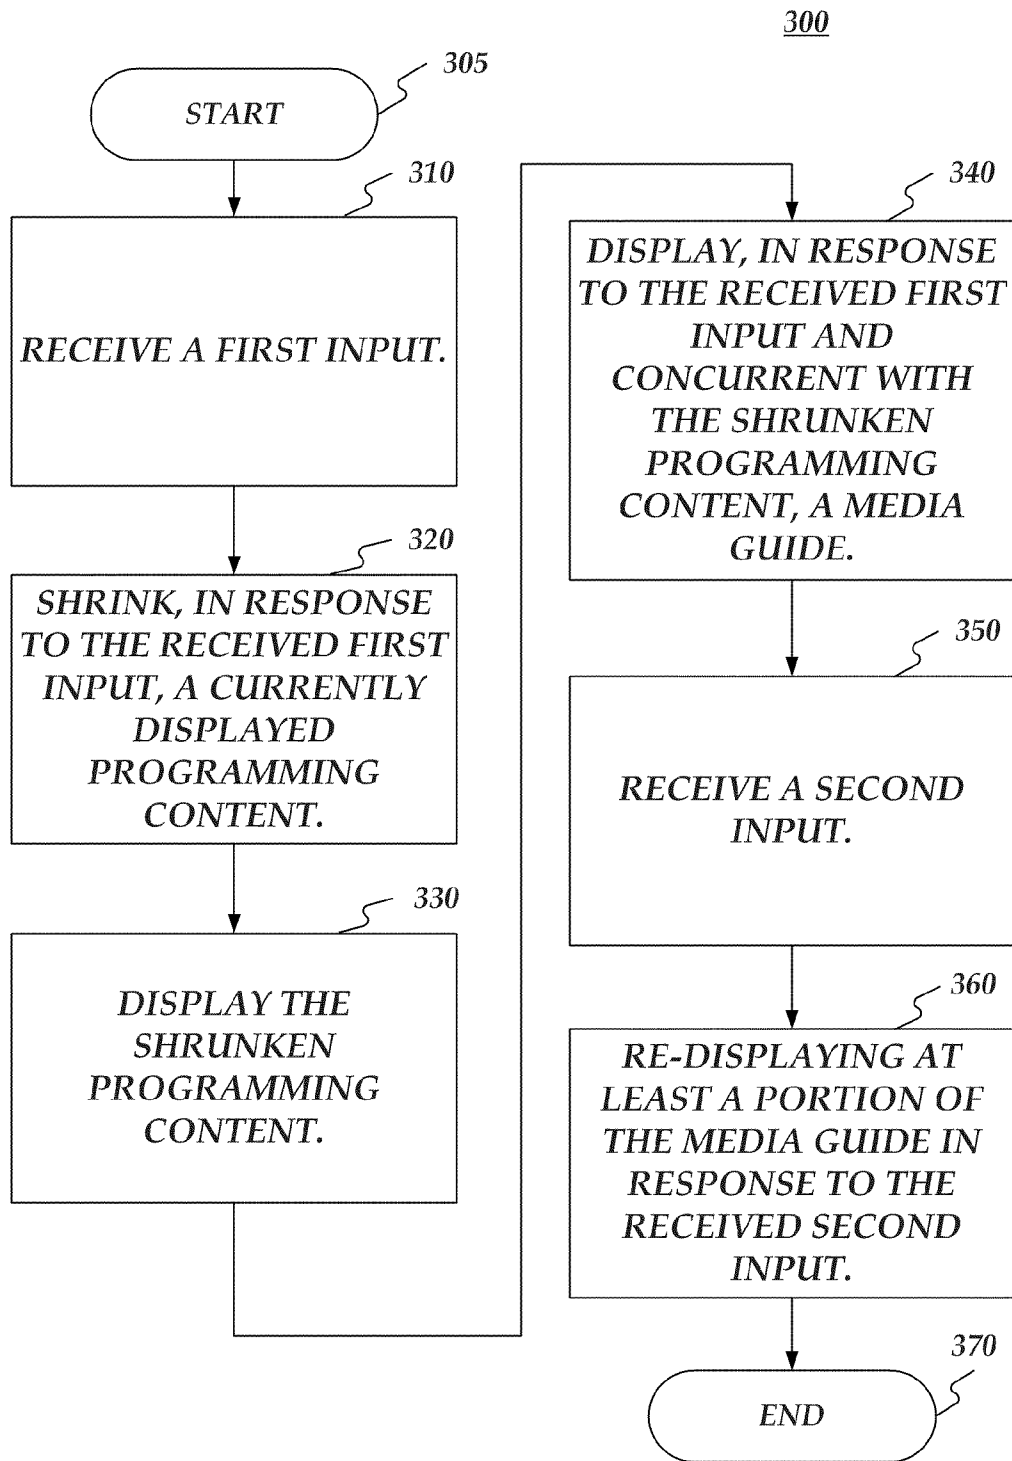 300
305
START
310
RECEIVE A FIRST INPUT.
320
SHRINK, IN RESPONSE
TO THE RECEIVED FIRST
INPUT, A CURRENTLY
DISPLAYED
PROGRAMMING
CONTENT.
330
DISPLAY THE
SHRUNKEN
PROGRAMMING
CONTENT.
340
DISPLAY, IN RESPONSE
TO THE RECEIVED FIRST
INPUT AND
CONCURRENT WITH
THE SHRUNKEN
PROGRAMMING
CONTENT, A MEDIA
GUIDE.
350
RECEIVE A SECOND
INPUT.
360
RE-DISPLAYING AT
LEAST A PORTION OF
THE MEDIA GUIDE IN
RESPONSE TO THE
RECEIVED SECOND
INPUT.
370
END